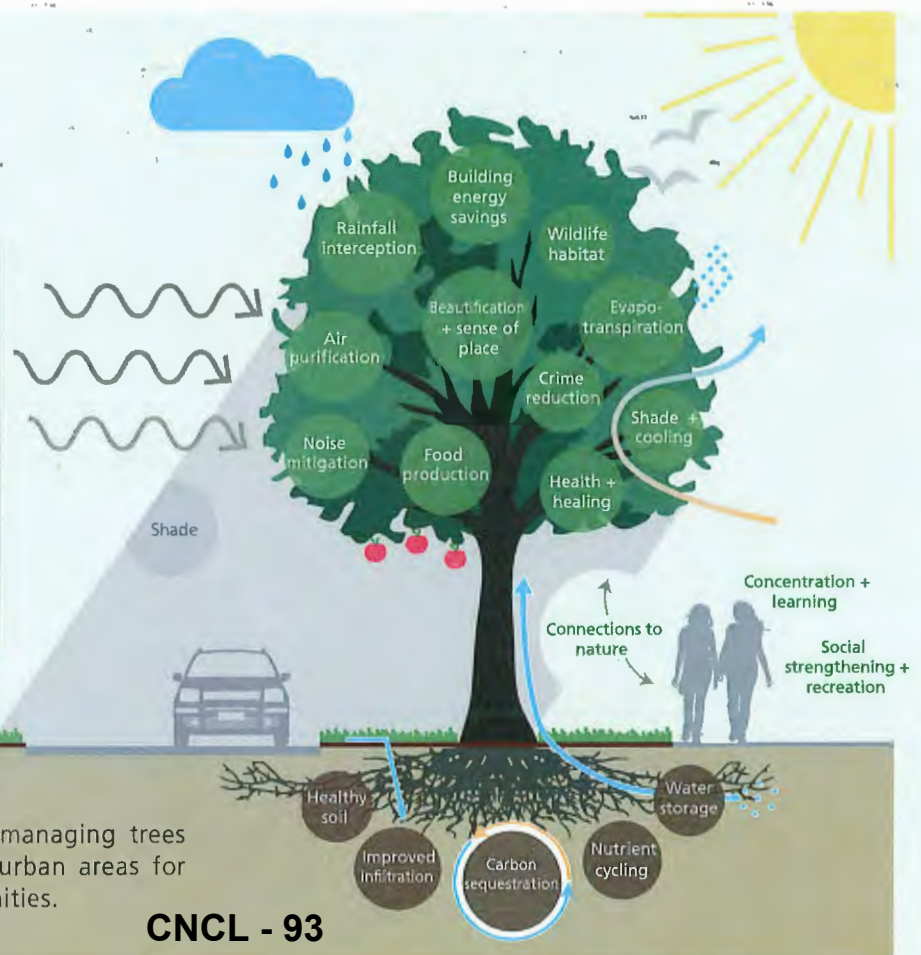 Building
energy
savings
Rainfall
interception
Wildlife
habitat
Beautification
+ sense of
place
Evapo-
transpiration
Air
purification
Crime
reduction
Shade +
cooling
Noise
mitigation
Food
production
Health +
healing
Shade
Concentration +
learning
Connections to
nature
Social
strengthening +
recreation
Healthy
soil
Water
storage
managing trees
urban areas for
Improved
infiltration
Carbon
sequestration
Nutrient
cycling
CNCL - 93